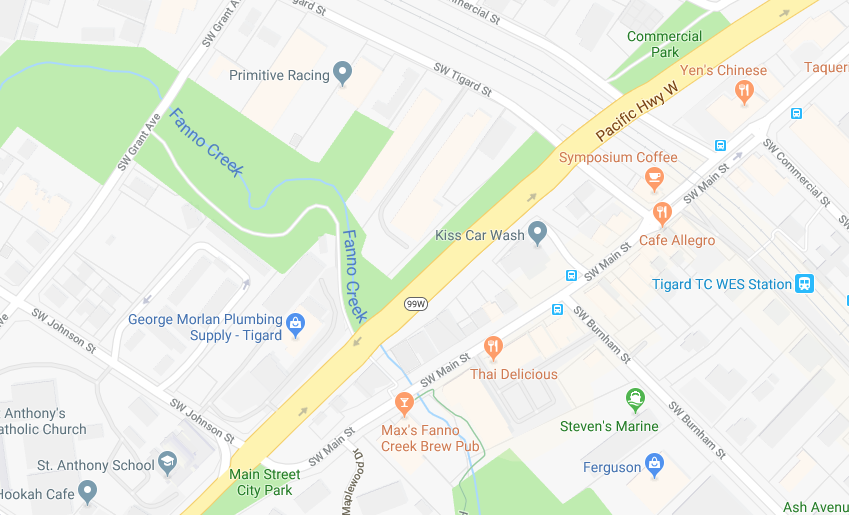 SW Grant Ave
gard St
Commercial St
Commercial
Park
Primitive Racing
SW Tigard St
Yen's Chinese
Taquer
Pacific Hwy W
SW Grant Ave
Fanno Creek
Symposium Coffee
SW Main St
SW Commercial St
Kiss Car Wash
Cafe Allegro
SW Main St
Fanno Creek
Tigard TC WES Station
99W
SW Johnson St
George Morlan Plumbing
Supply - Tigard
SW Burnham St
SW Main St
Thai Delicious
Steven's Marine
SW Johnson St
Anthony's
atholic Church
Max's Fanno
Creek Brew Pub
SW Burnham St
SW Main St
St. Anthony School
Maplewood Dr
Ferguson
Main Street
City Park
Hookah Cafe
Ash Avenu